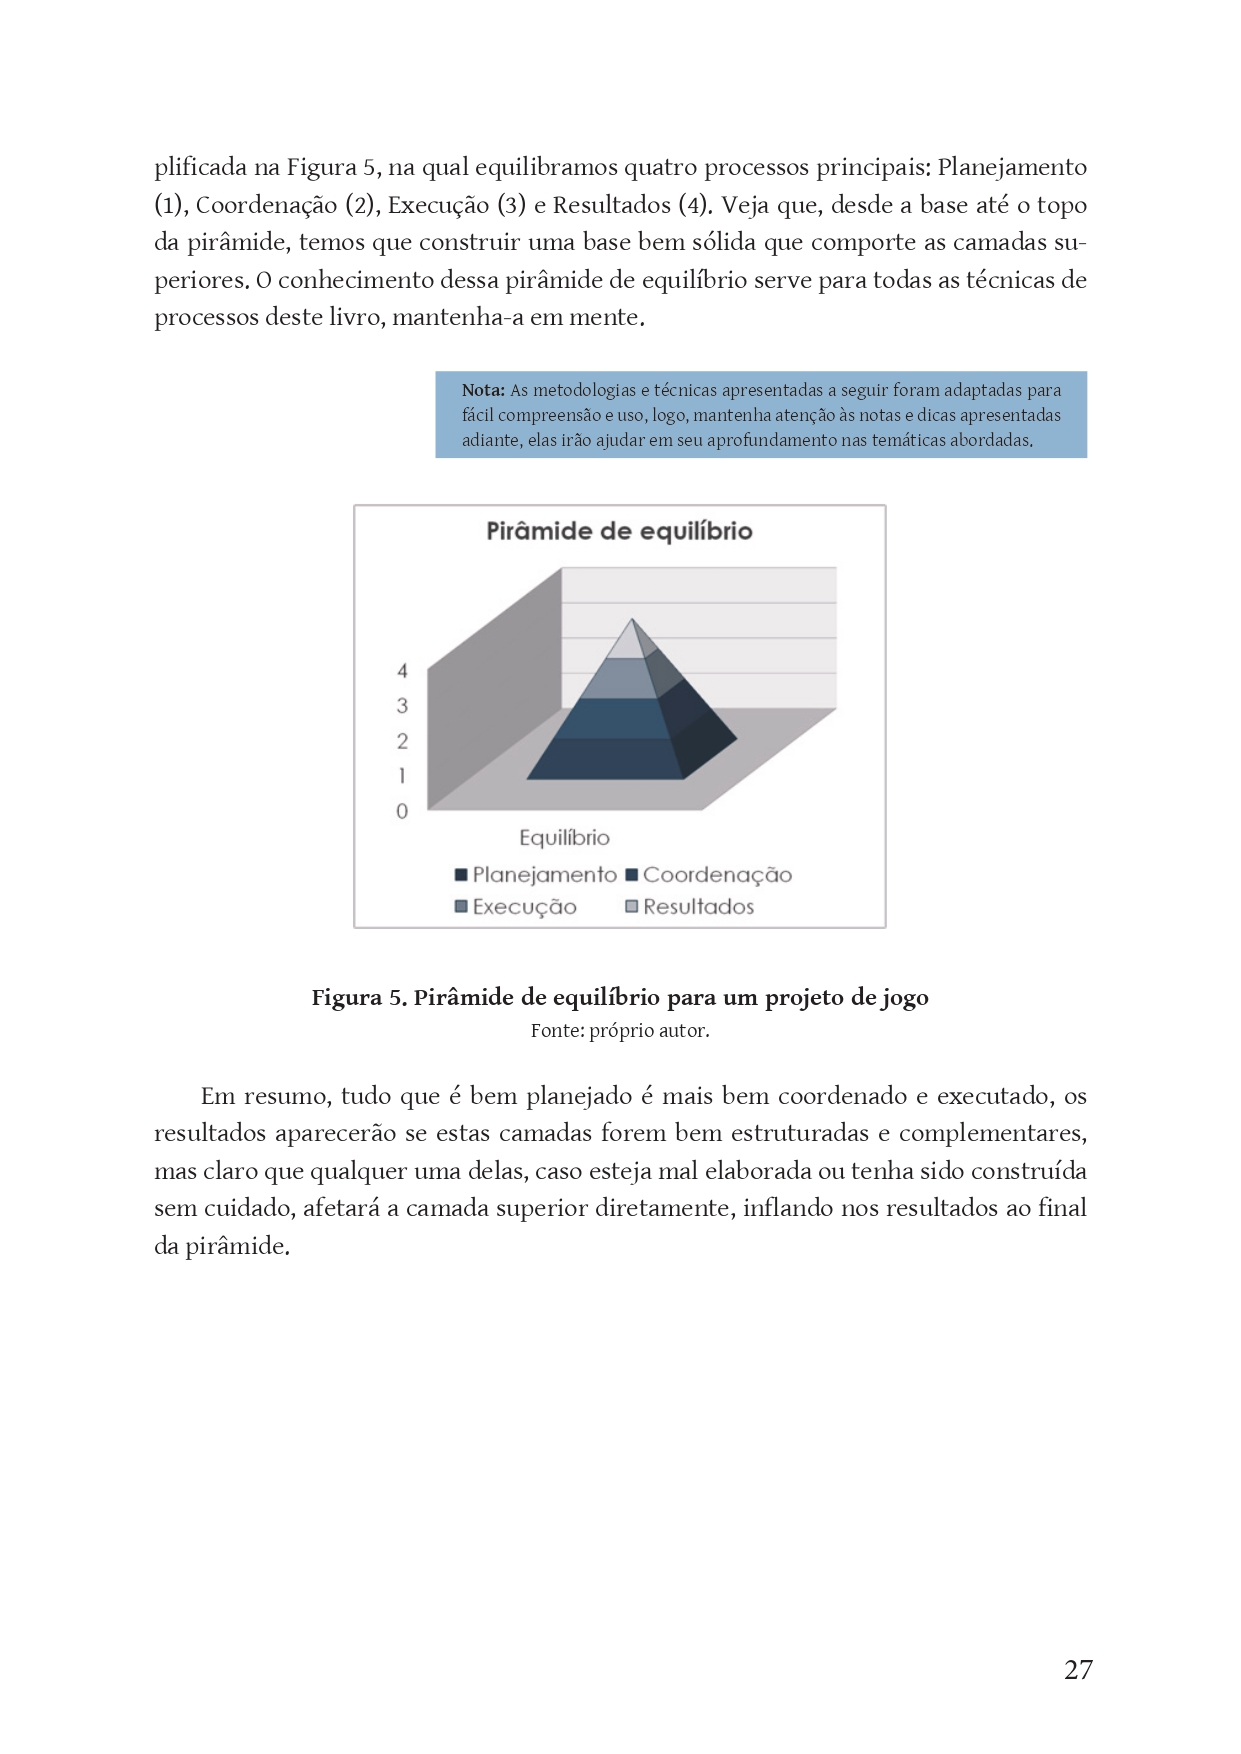 plificada na Figura 5, na qual equilibramos quatro processos principais: Planejamento
(1), Coordenação (2), Execução (3) e Resultados (4). Veja que, desde a base até o topo
da pirâmide, temos que construir uma base bem sólida que comporte as camadas su-
periores. O conhecimento dessa pirâmide de equilíbrio serve para todas as técnicas de
processos deste livro, mantenha-a em mente.
Nota: As metodologias e técnicas apresentadas a seguir foram adaptadas para
fácil compreensão e uso, logo, mantenha atenção às notas e dicas apresentadas
adiante, elas irão ajudar em seu aprofundamento nas temáticas abordadas.
Pirâmide de equilíbrio
4
3
2
1
0
Equilíbrio
Planejamento Coordenação
Execução Resultados
Figura 5. Pirâmide de equilíbrio para um projeto de jogo
Fonte: próprio autor.
Em resumo, tudo que é bem planejado é mais bem coordenado e executado, os
resultados aparecerão se estas camadas forem bem estruturadas e complementares,
mas claro que qualquer uma delas, caso esteja mal elaborada ou tenha sido construída
sem cuidado, afetará a camada superior diretamente, inflando nos resultados ao final
da pirâmide.
27